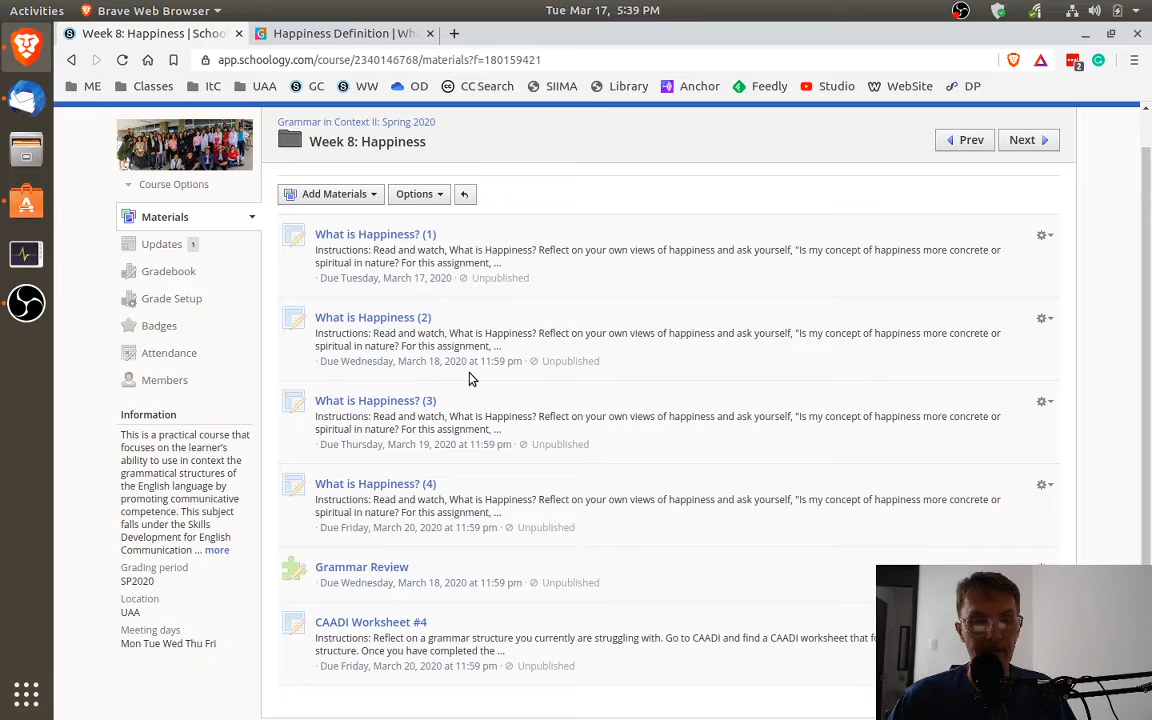 Activities
Brave Web Browser
Tue Mar 17, 5:39 PM
Week 8: Happiness | Schoo
Happiness Definition | Wha
app.schoology.com/course/2340146768/materials?f=180159421
2
ME
Classes
ItC
UAA
GC
WW
OD
CC Search
SIIMA
Library
Anchor
Feedly
Studio
WebSite
DP
Grammar in Context II: Spring 2020
Week 8: Happiness
Prev
Next
Course Options
Add Materials
Options
Materials
Updates 1
Gradebook
Grade Setup
Badges
Attendance
Members
Information
This is a practical course that
focuses on the learner's
ability to use in context the
grammatical structures of
the English language by
promoting communicative
competence. This subject
falls under the Skills
Development for English
Communication ... more
Grading period
SP2020
Location
UAA
Meeting days
Mon Tue Wed Thu Fri
What is Happiness? (1)
Instructions: Read and watch, What is Happiness? Reflect on your own views of happiness and ask yourself, "Is my concept of happiness more concrete or
spiritual in nature? For this assignment, ...
· Due Tuesday, March 17, 2020 · Unpublished
What is Happiness (2)
Instructions: Read and watch, What is Happiness? Reflect on your own views of happiness and ask yourself, "Is my concept of happiness more concrete or
spiritual in nature? For this assignment, ...
· Due Wednesday, March 18, 2020 at 11:59 pm · Unpublished
What is Happiness? (3)
Instructions: Read and watch, What is Happiness? Reflect on your own views of happiness and ask yourself, "Is my concept of happiness more concrete or
spiritual in nature? For this assignment, ...
· Due Thursday, March 19, 2020 at 11:59 pm · Unpublished
What is Happiness? (4)
Instructions: Read and watch, What is Happiness? Reflect on your own views of happiness and ask yourself, "Is my concept of happiness more concrete or
spiritual in nature? For this assignment, ...
· Due Friday, March 20, 2020 at 11:59 pm · Unpublished
Grammar Review
· Due Wednesday, March 18, 2020 at 11:59 pm · Unpublished
CAADI Worksheet #4
Instructions: Reflect on a grammar structure you currently are struggling with. Go to CAADI and find a CAADI worksheet that fo
structure. Once you have completed the ...
· Due Friday, March 20, 2020 at 11:59 pm · Unpublished